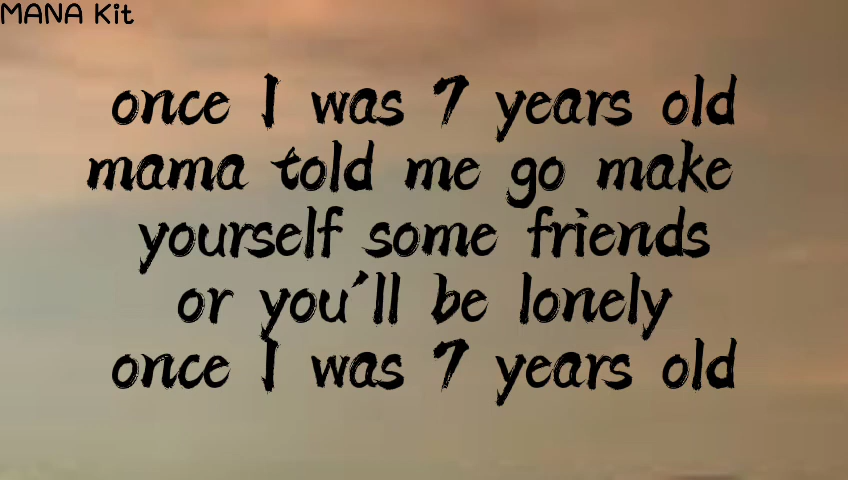 MANA Kit
once I was 7 years old
mama told me go make
yourself some friends
or you'll be lonely
once I was 7 years old